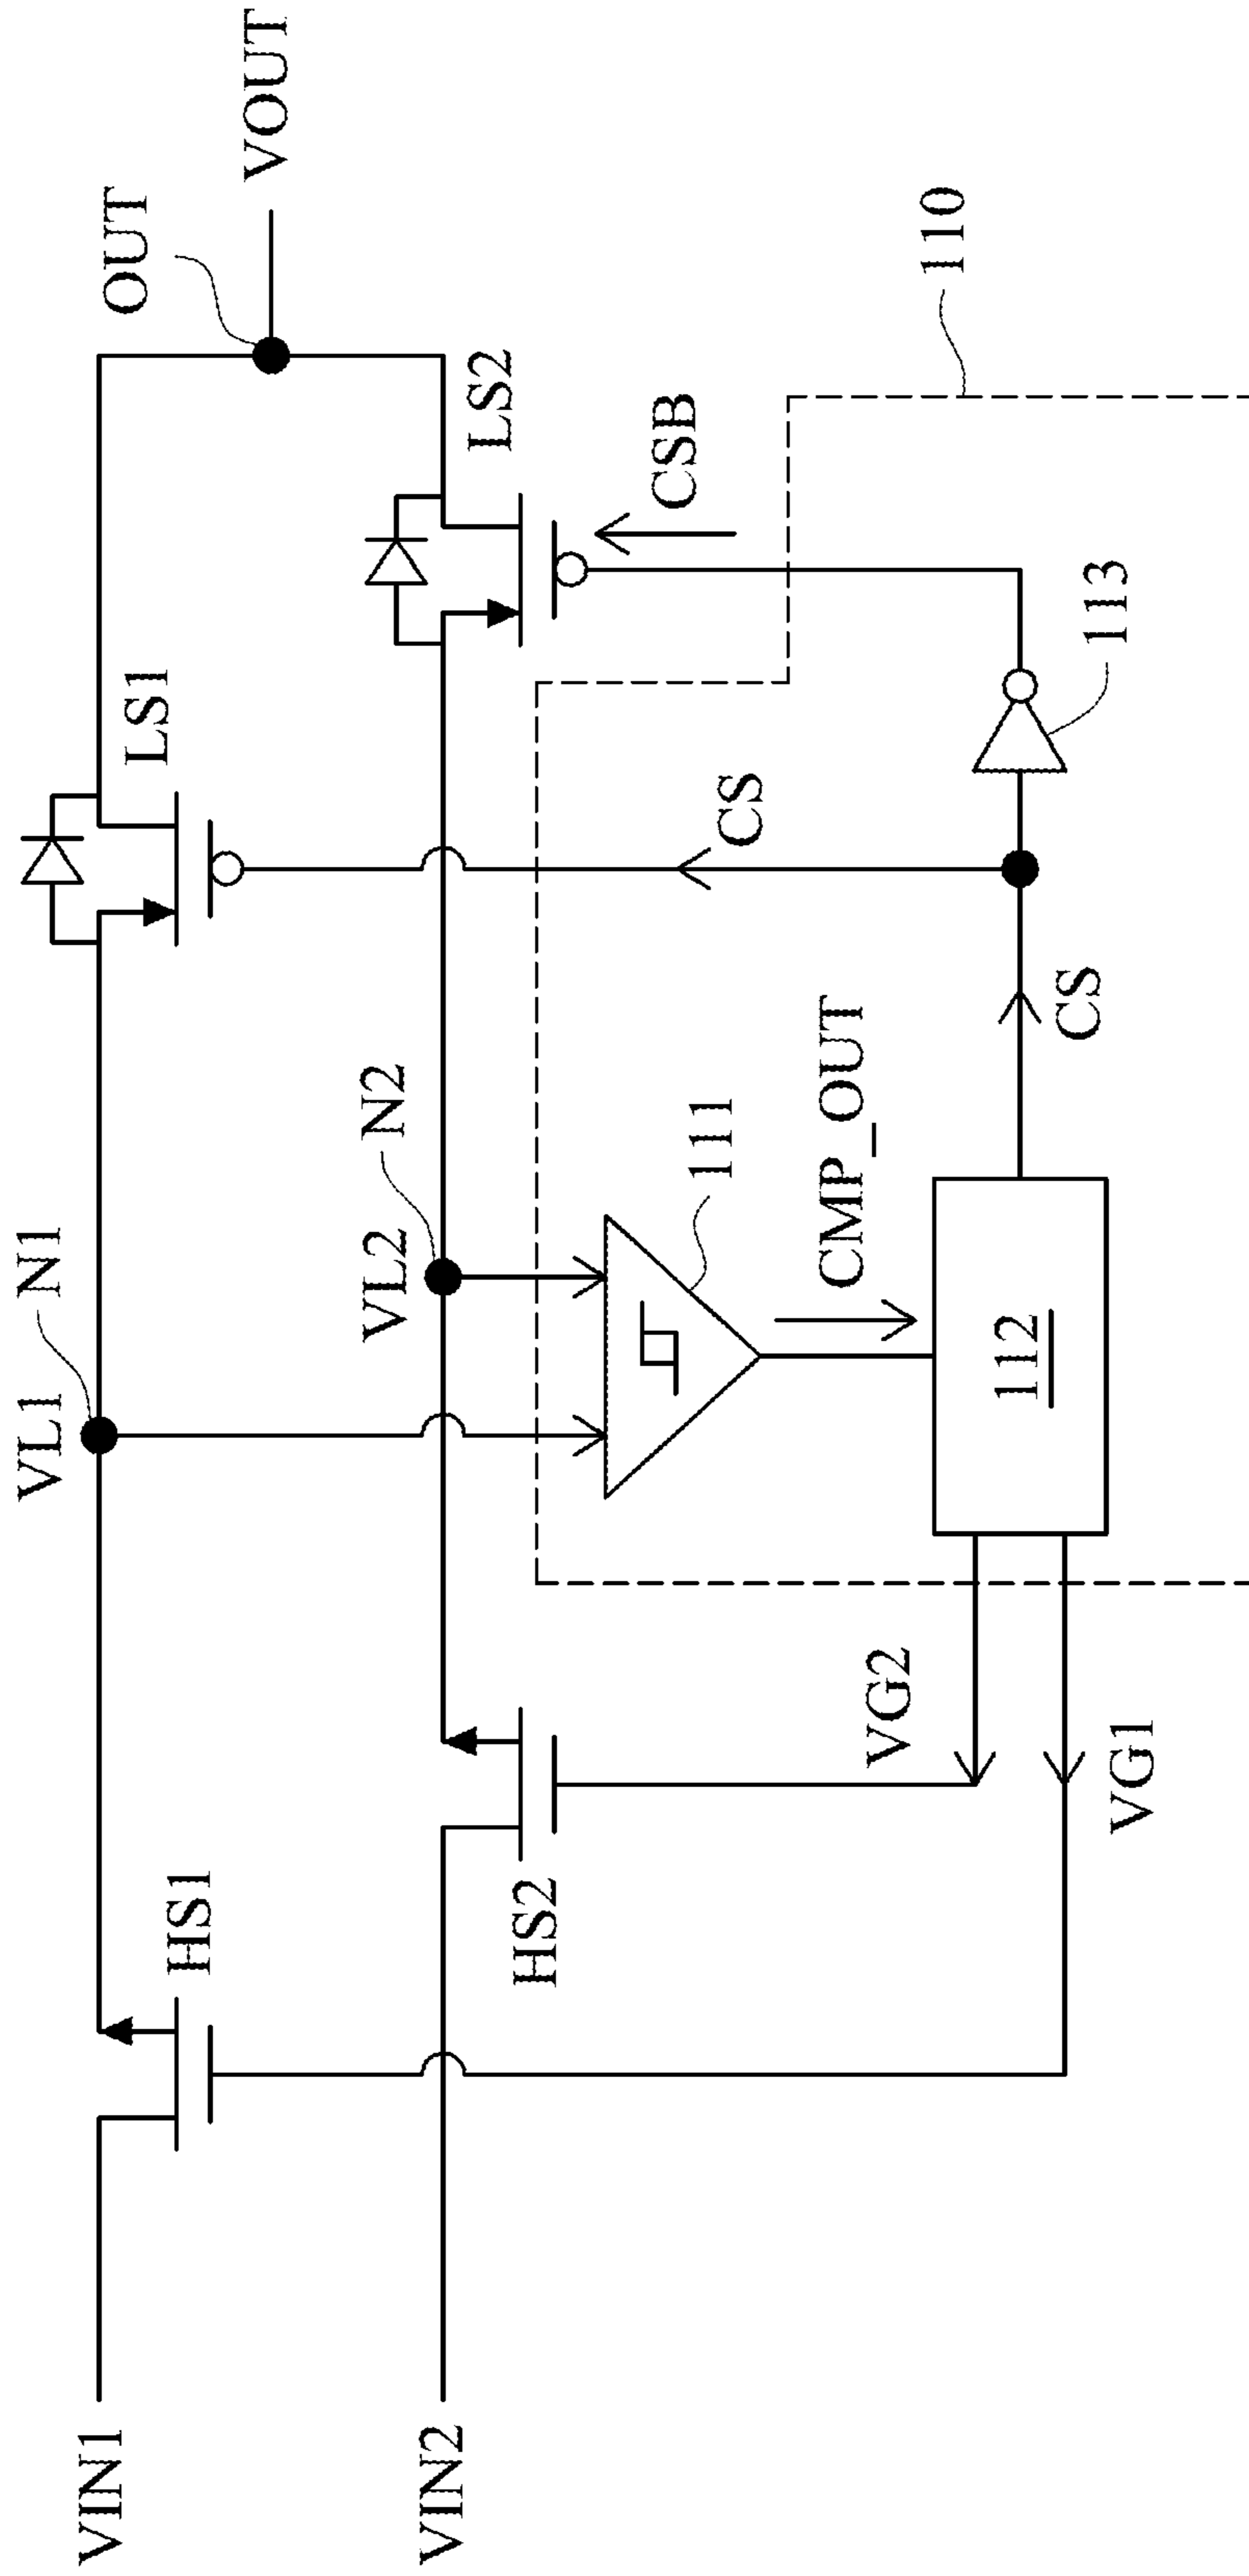 VIN1
HS1
VL1
N1
LS1
OUT
VOUT
VIN2
HS2
VL2
N2
LS2
CSB
110
VG2
VG1
111
CMP_OUT
112
CS
CS
113